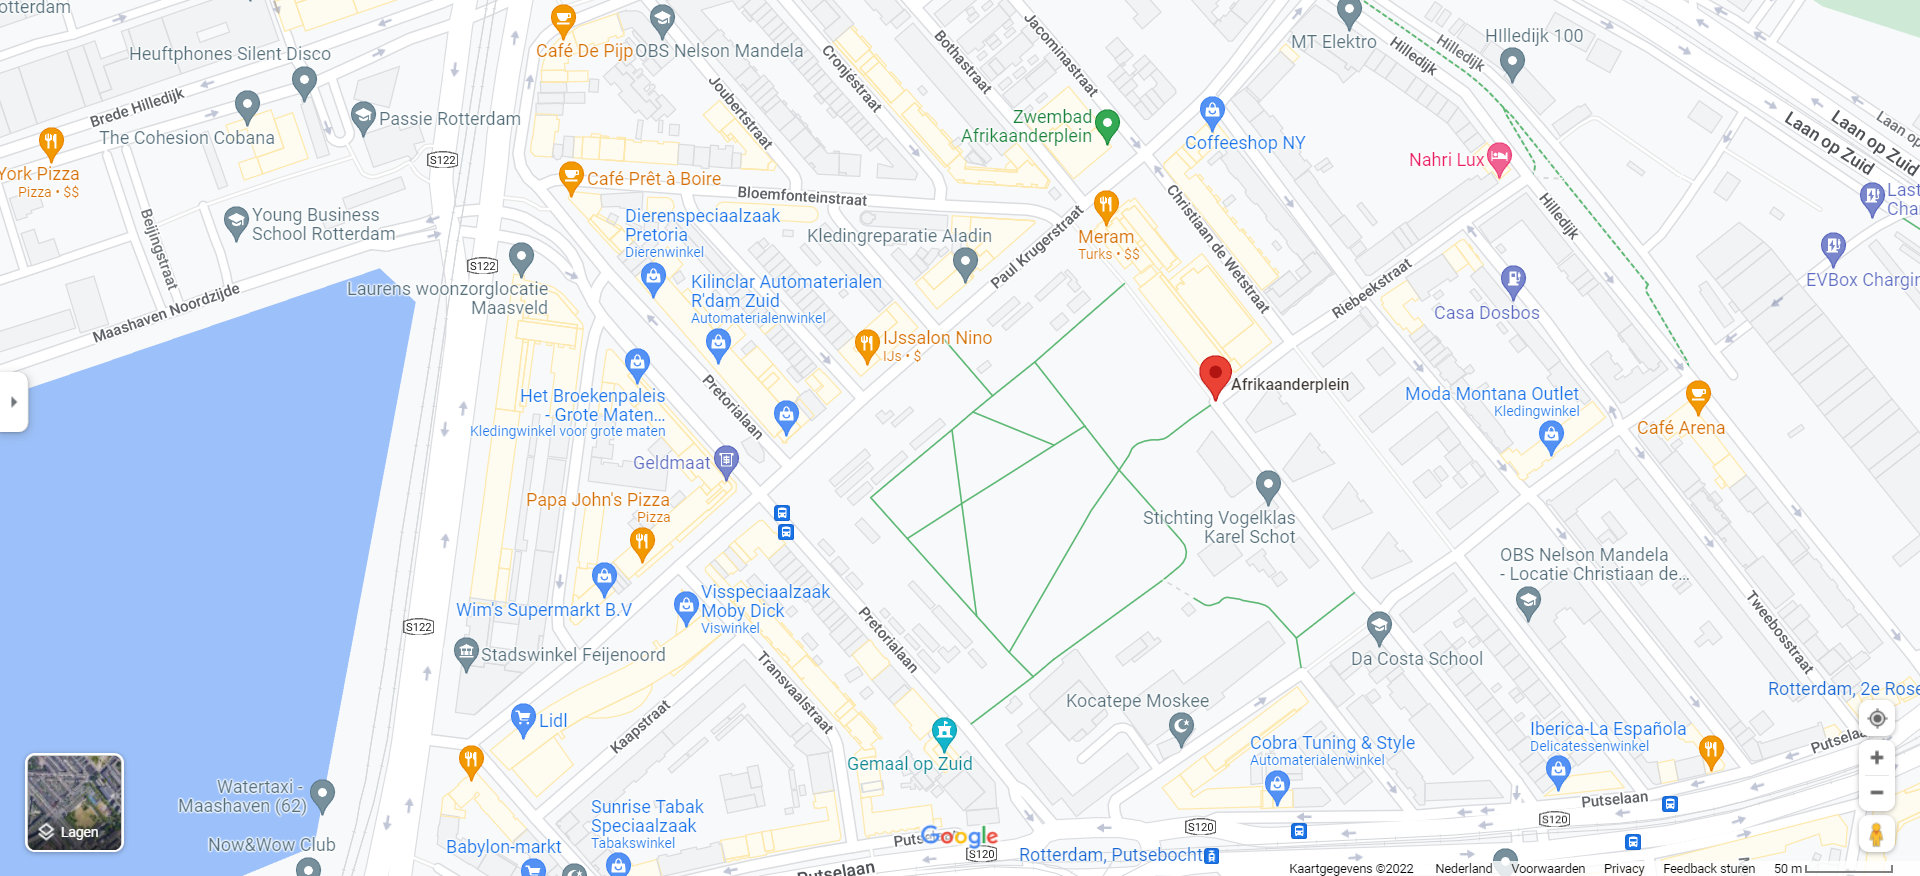 otterdam
Café De Pijp
OBS Nelson Mandela
Heuftphones Silent Disco
Brede Hilledijk
The Cohesion Cobana
Passie Rotterdam
York Pizza
Pizza • $$
S122
Joubertstraat
Cronjéstraat
Bothastraat
Jacominastraat
Zwembad
Afrikaanderplein
Coffeeshop NY
MT Elektro
Hilledijk
Hilledijk
HIlledijk 100
Laan op Zuid
Laan op Zuid
Laan op Zuid
Nahri Lux
Last
Char
Café Prêt à Boire
Bloemfonteinstraat
Young Business
School Rotterdam
Beijingstraat
Dierenspeciaalzaak
Pretoria
Dierenwinkel
Kledingreparatie Aladin
Paul Krugerstraat
Meram
Turks • $$
Christiaan de Wetstraat
Hilledijk
Riebeekstraat
EVBox Chargin
S122
Laurens woonzorglocatie
Maasveld
Maashaven Noordzijde
Kilinclar Automaterialen
R'dam Zuid
Automaterialenwinkel
Casa Dosbos
IJssalon Nino
IJs • $
Afrikaanderplein
Het Broekenpaleis
- Grote Maten...
Kledingwinkel voor grote maten
Pretorialaan
Moda Montana Outlet
Kledingwinkel
Café Arena
Geldmaat
Papa John's Pizza
Pizza
Stichting Vogelklas
Karel Schot
OBS Nelson Mandela
- Locatie Christiaan de...
Wim's Supermarkt B.V
Visspeciaalzaak
Moby Dick
Viswinkel
Pretorialaan
Tweebosstraat
S122
Stadswinkel Feijenoord
Transvaalstraat
Da Costa School
Rotterdam, 2e Rose
Kocatepe Moskee
Lidl
Kaapstraat
Gemaal op Zuid
Cobra Tuning & Style
Automaterialenwinkel
Iberica-La Española
Delicatessenwinkel
Putselaa
Watertaxi -
Maashaven (62)
Lagen
Sunrise Tabak
Speciaalzaak
Tabakswinkel
Putselaan
S120
S120
Now&Wow Club
Babylon-markt
Puts
Google
S120
Rotterdam, Putsebocht
Putselaan
Kaartgegevens ©2022
Nederland
Voorwaarden
Privacy
Feedback sturen
50 m